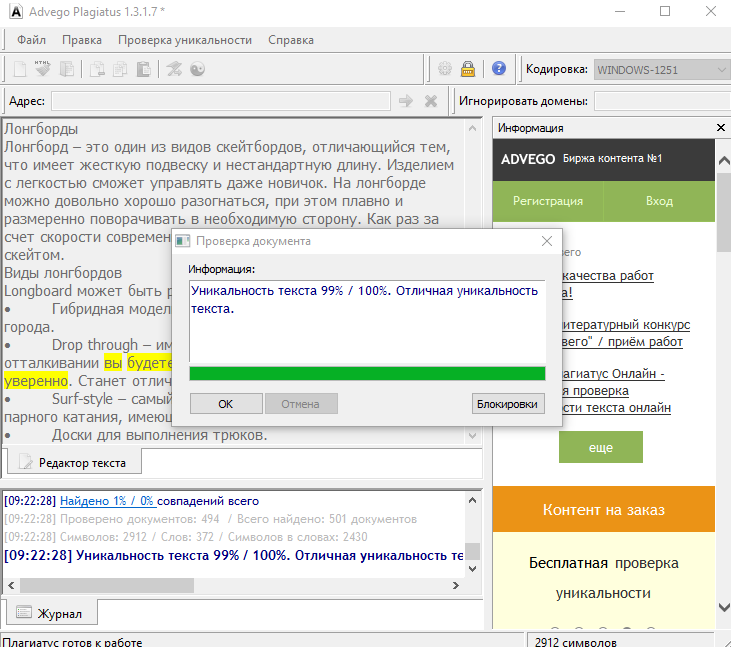 Advego Plagiatus 1.3.1.7 *
Файл Правка Проверка уникальности Справка
HTML
Кодировка: WINDOWS-1251
Адрес:
Игнорировать домены:
Лонгборды
Лонгборд – это один из видов скейтбордов, отличающийся тем,
что имеет жесткую подвеску и нестандартную длину. Изделием
с легкостью сможет управлять даже новичок. На лонгборде
можно довольно хорошо разогнаться, при этом плавно и
размеренно поворачивать в необходимую сторону. Как раз за
счет скорости современ
скейтом.
Виды лонгбордов
Longboard может быть р
• Гибридная модел
города.
• Drop through – им
отталкивании вы будете
уверенно. Станет отлич
• Surf-style – самый
парного катания, имеющ
• Доски для выполнения трюков.
Редактор текста
Проверка документа
Информация:
Уникальность текста 99% / 100%. Отличная уникальность
текста.
ОК
Отмена
Блокировки
Информация
ADVEGO Биржа контента №1
Регистрация
Вход
его
качества работ
а!
итературный конкурс
вего" / приём работ
лагиатус Онлайн -
я проверка
ости текста онлайн
еще
Контент на заказ
Бесплатная проверка
уникальности
[09:22:28] Найдено 1% / 0% совпадений всего
[09:22:28] Проверено документов: 494 / Всего найдено: 501 документов
[09:22:28] Символов: 2912 / Слов: 372 / Символов в словах: 2430
[09:22:28] Уникальность текста 99% / 100%. Отличная уникальность те
Журнал
Плагиатус готов к работе
2912 символов